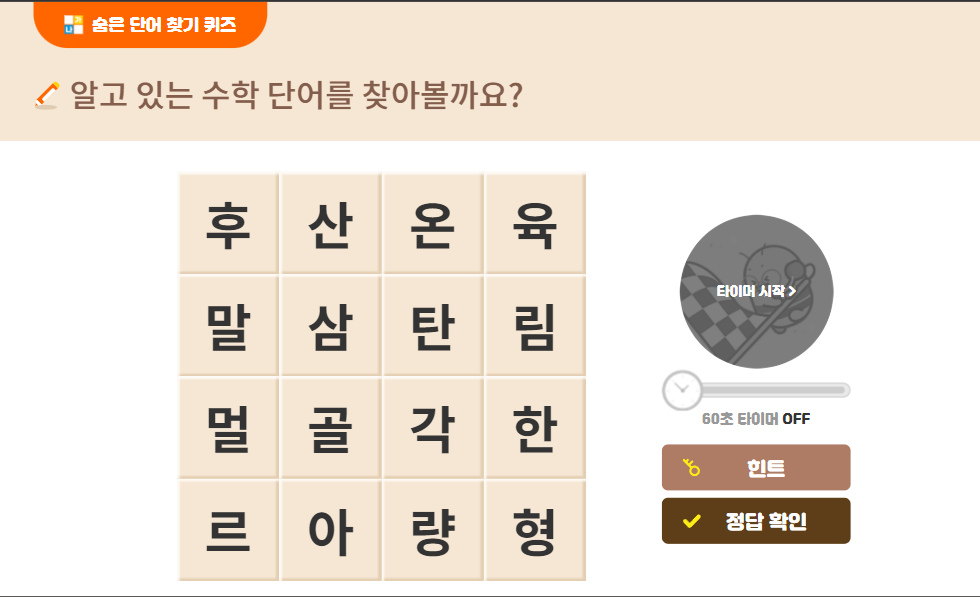 숨은 단어 찾기 퀴즈
알고 있는 수학 단어를 찾아볼까요?
후 산 온 육
말 삼 탄 림
멀 골 각 한
르 아 량 형
타이머 시작 >
60초 타이머 OFF
힌트
정답 확인